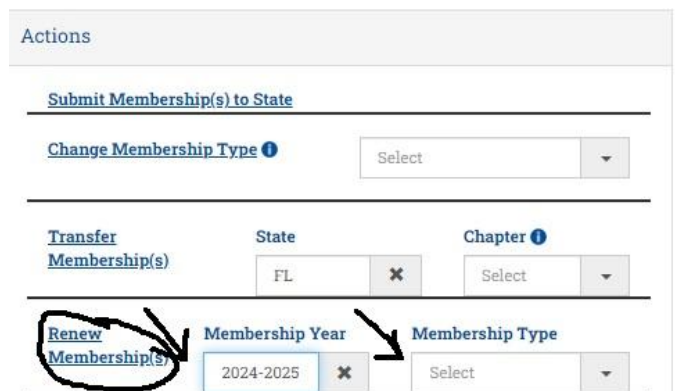 Actions
Submit Membership(s) to State
Change Membership Type
Select
Transfer Membership(s)
State
FL
Chapter
Select
Renew Membership(s)
Membership Year
2024-2025
Membership Type
Select